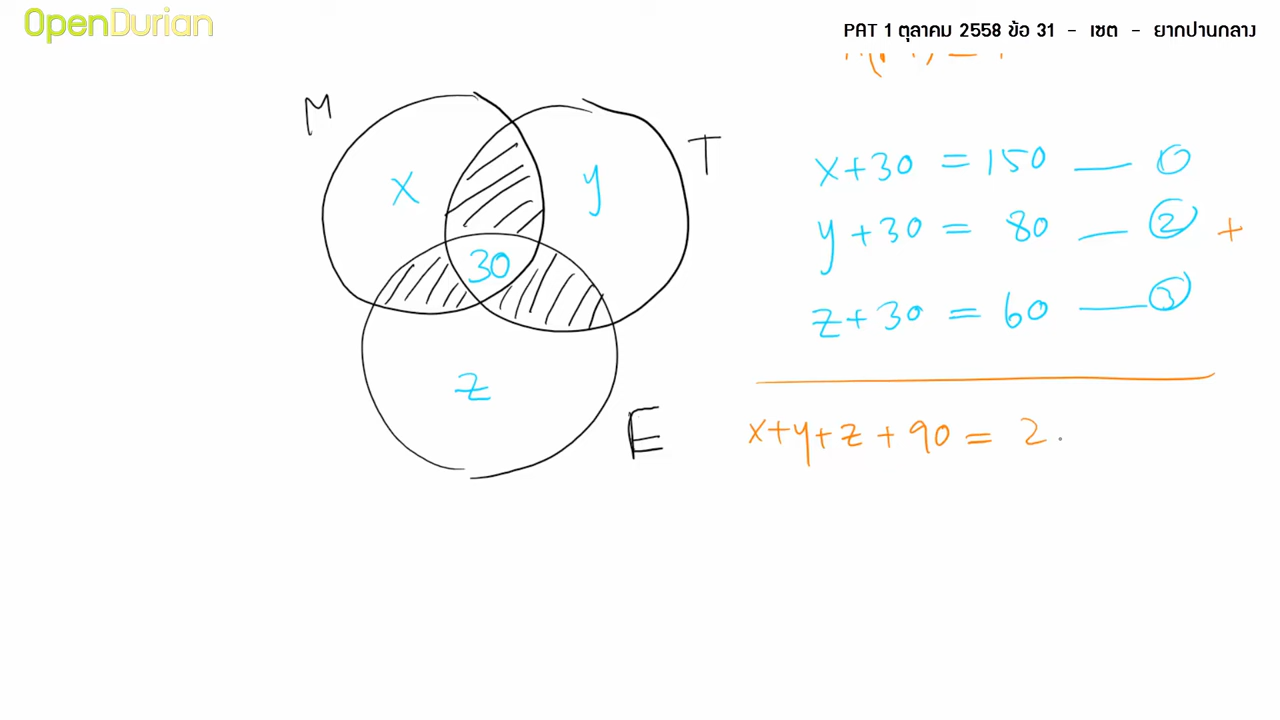 OpenDurian
PAT 1 ตุลาคม 2558 ข้อ 31 - เซต - ยากปานกลาง
M
T
x
y
30
z
E
x+30 = 150 — ①
y+30 = 80 — ②
+
z+30 = 60 — ③
x+y+z+90 = 2